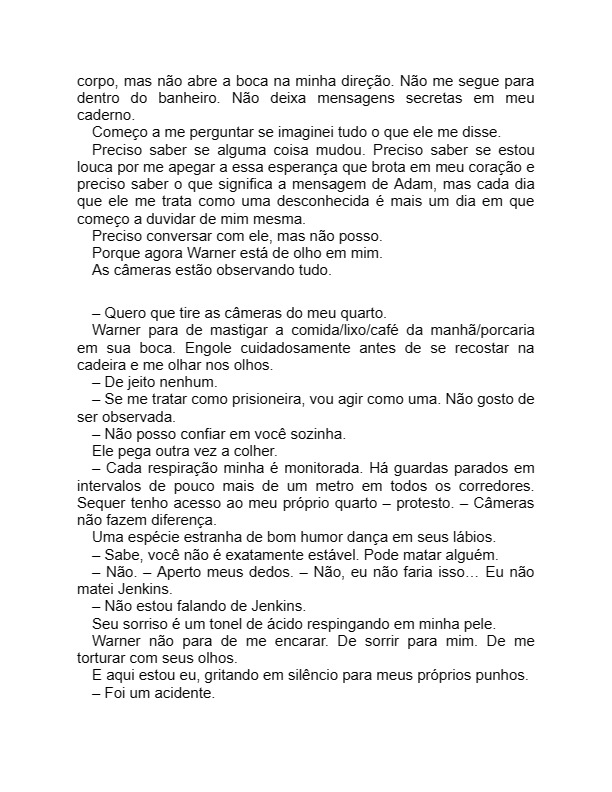 corpo, mas não abre a boca na minha direção. Não me segue para
dentro do banheiro. Não deixa mensagens secretas em meu
caderno.
Começo a me perguntar se imaginei tudo o que ele me disse.
Preciso saber se alguma coisa mudou. Preciso saber se estou
louca por me apegar a essa esperança que brota em meu coração e
preciso saber o que significa a mensagem de Adam, mas cada dia
que ele me trata como uma desconhecida é mais um dia em que
começo a duvidar de mim mesma.
Preciso conversar com ele, mas não posso.
Porque agora Warner está de olho em mim.
As câmeras estão observando tudo.
– Quero que tire as câmeras do meu quarto.
Warner para de mastigar a comida/lixo/café da manhã/porcaria
em sua boca. Engole cuidadosamente antes de se recostar na
cadeira e me olhar nos olhos.
– De jeito nenhum.
– Se me tratar como prisioneira, vou agir como uma. Não gosto de
ser observada.
– Não posso confiar em você sozinha.
Ele pega outra vez a colher.
– Cada respiração minha é monitorada. Há guardas parados em
intervalos de pouco mais de um metro em todos os corredores.
Sequer tenho acesso ao meu próprio quarto – protesto. – Câmeras
não fazem diferença.
Uma espécie estranha de bom humor dança em seus lábios.
– Sabe, você não é exatamente estável. Pode matar alguém.
– Não. – Aperto meus dedos. – Não, eu não faria isso… Eu não
matei Jenkins.
– Não estou falando de Jenkins.
Seu sorriso é um tonel de ácido respingando em minha pele.
Warner não para de me encarar. De sorrir para mim. De me
torturar com seus olhos.
E aqui estou eu, gritando em silêncio para meus próprios punhos.
– Foi um acidente.